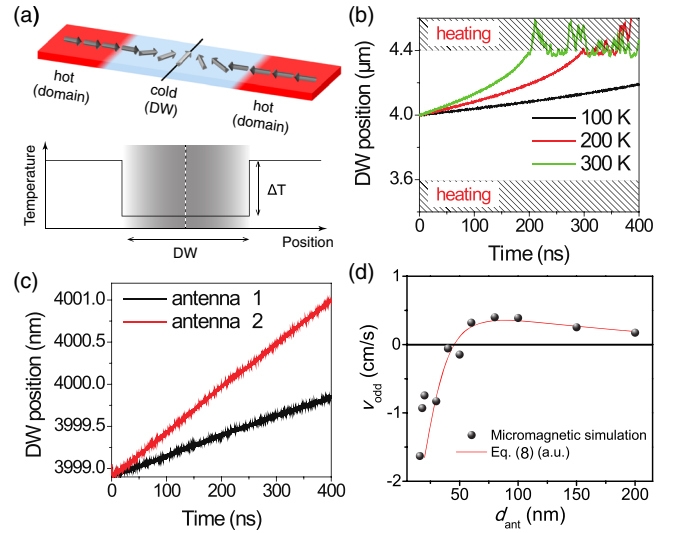 (a)
hot
(domain)
cold
(DW)
hot
(domain)
Temperature
ΔT
DW
Position
(b)
DW position (µm)
4.4
4.0
3.6
heating
100 K
200 K
300 K
heating
0
100
200
300
400
Time (ns)
(c)
DW position (nm)
4001.0
4000.5
4000.0
3999.5
3999.0
antenna 1
antenna 2
0
100
200
300
400
Time (ns)
(d)
v_odd (cm/s)
1
0
-1
-2
Micromagnetic simulation
Eq. (8) (a.u.)
0
50
100
150
200
d_ant (nm)